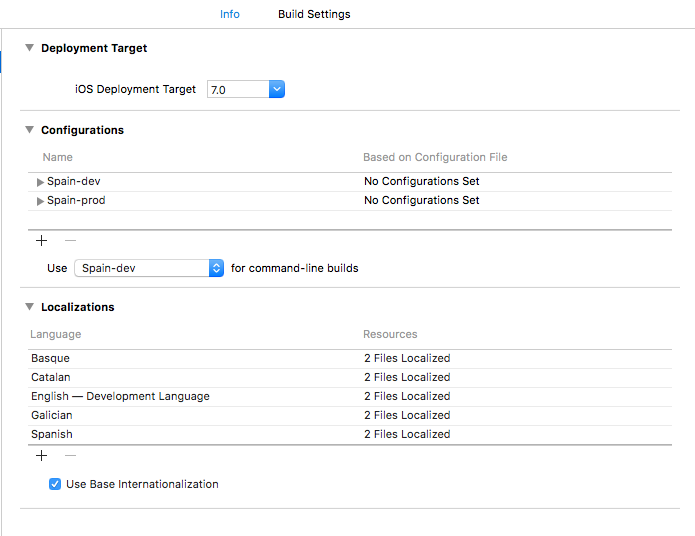 Info Build Settings
Deployment Target
iOS Deployment Target 7.0
Configurations
Name Based on Configuration File
Spain-dev No Configurations Set
Spain-prod No Configurations Set
Use Spain-dev for command-line builds
Localizations
Language Resources
Basque 2 Files Localized
Catalan 2 Files Localized
English — Development Language 2 Files Localized
Galician 2 Files Localized
Spanish 2 Files Localized
Use Base Internationalization